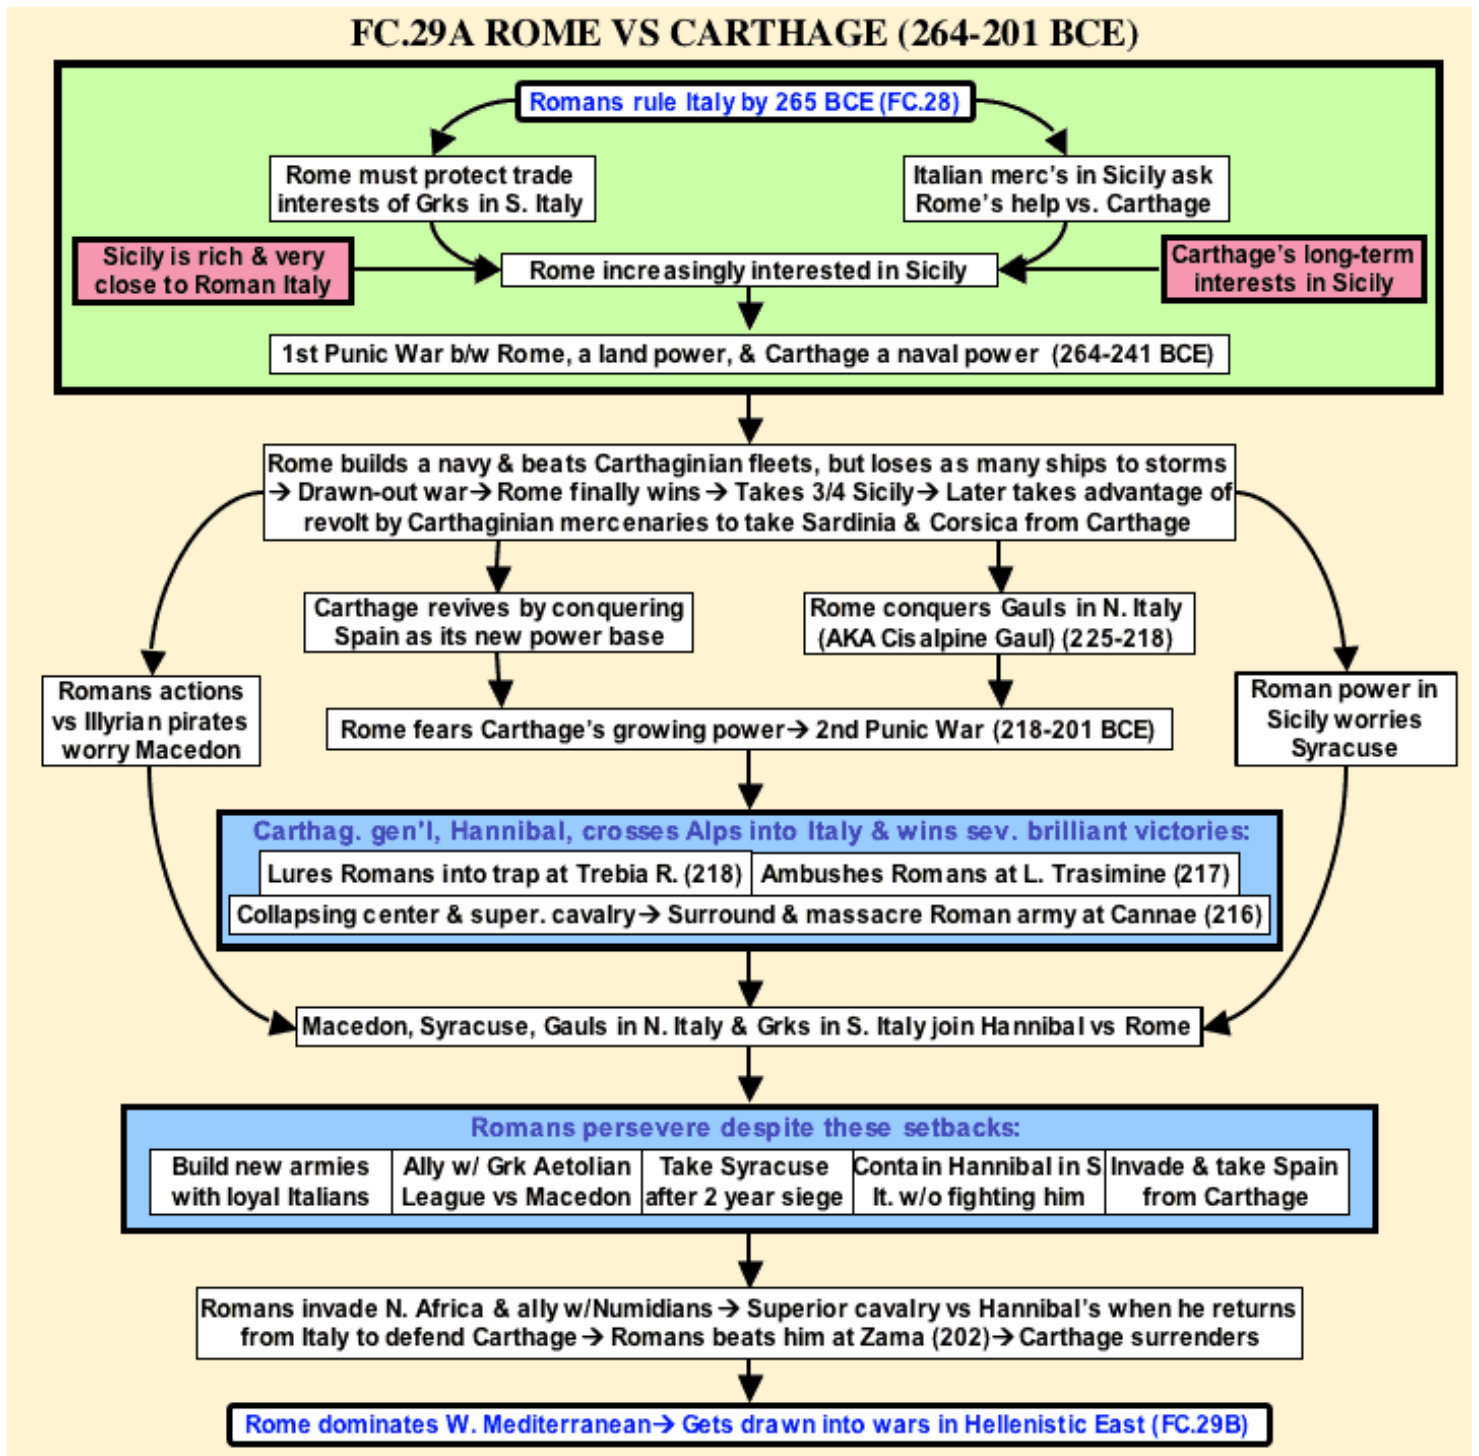 FC.29A ROME VS CARTHAGE (264-201 BCE)
Romans rule Italy by 265 BCE (FC.28)
Rome must protect trade
interests of Grks in S. Italy
Italian merc's in Sicily ask
Rome's help vs. Carthage
Sicily is rich & very
close to Roman Italy
Rome increasingly interested in Sicily
Carthage's long-term
interests in Sicily
1st Punic War b/w Rome, a land power, & Carthage a naval power (264-241 BCE)
Rome builds a navy & beats Carthaginian fleets, but loses as many ships to storms
→ Drawn-out war→ Rome finally wins→ Takes 3/4 Sicily→ Later takes advantage of
revolt by Carthaginian mercenaries to take Sardinia & Corsica from Carthage
Carthage revives by conquering
Spain as its new power base
Rome conquers Gauls in N. Italy
(AKA Cisalpine Gaul) (225-218)
Romans actions
vs Illyrian pirates
worry Macedon
Roman power in
Sicily worries
Syracuse
Rome fears Carthage's growing power→ 2nd Punic War (218-201 BCE)
Carthag. gen'l, Hannibal, crosses Alps into Italy & wins sev. brilliant victories:
Lures Romans into trap at Trebia R. (218)
Ambushes Romans at L. Trasimine (217)
Collapsing center & super. cavalry→ Surround & massacre Roman army at Cannae (216)
Macedon, Syracuse, Gauls in N. Italy & Grks in S. Italy join Hannibal vs Rome
Romans persevere despite these setbacks:
Build new armies
with loyal Italians
Ally w/ Grk Aetolian
League vs Macedon
Take Syracuse
after 2 year siege
Contain Hannibal in S
It. w/o fighting him
Invade & take Spain
from Carthage
Romans invade N. Africa & ally w/Numidians→ Superior cavalry vs Hannibal's when he returns
from Italy to defend Carthage→ Romans beats him at Zama (202)→ Carthage surrenders
Rome dominates W. Mediterranean→ Gets drawn into wars in Hellenistic East (FC.29B)